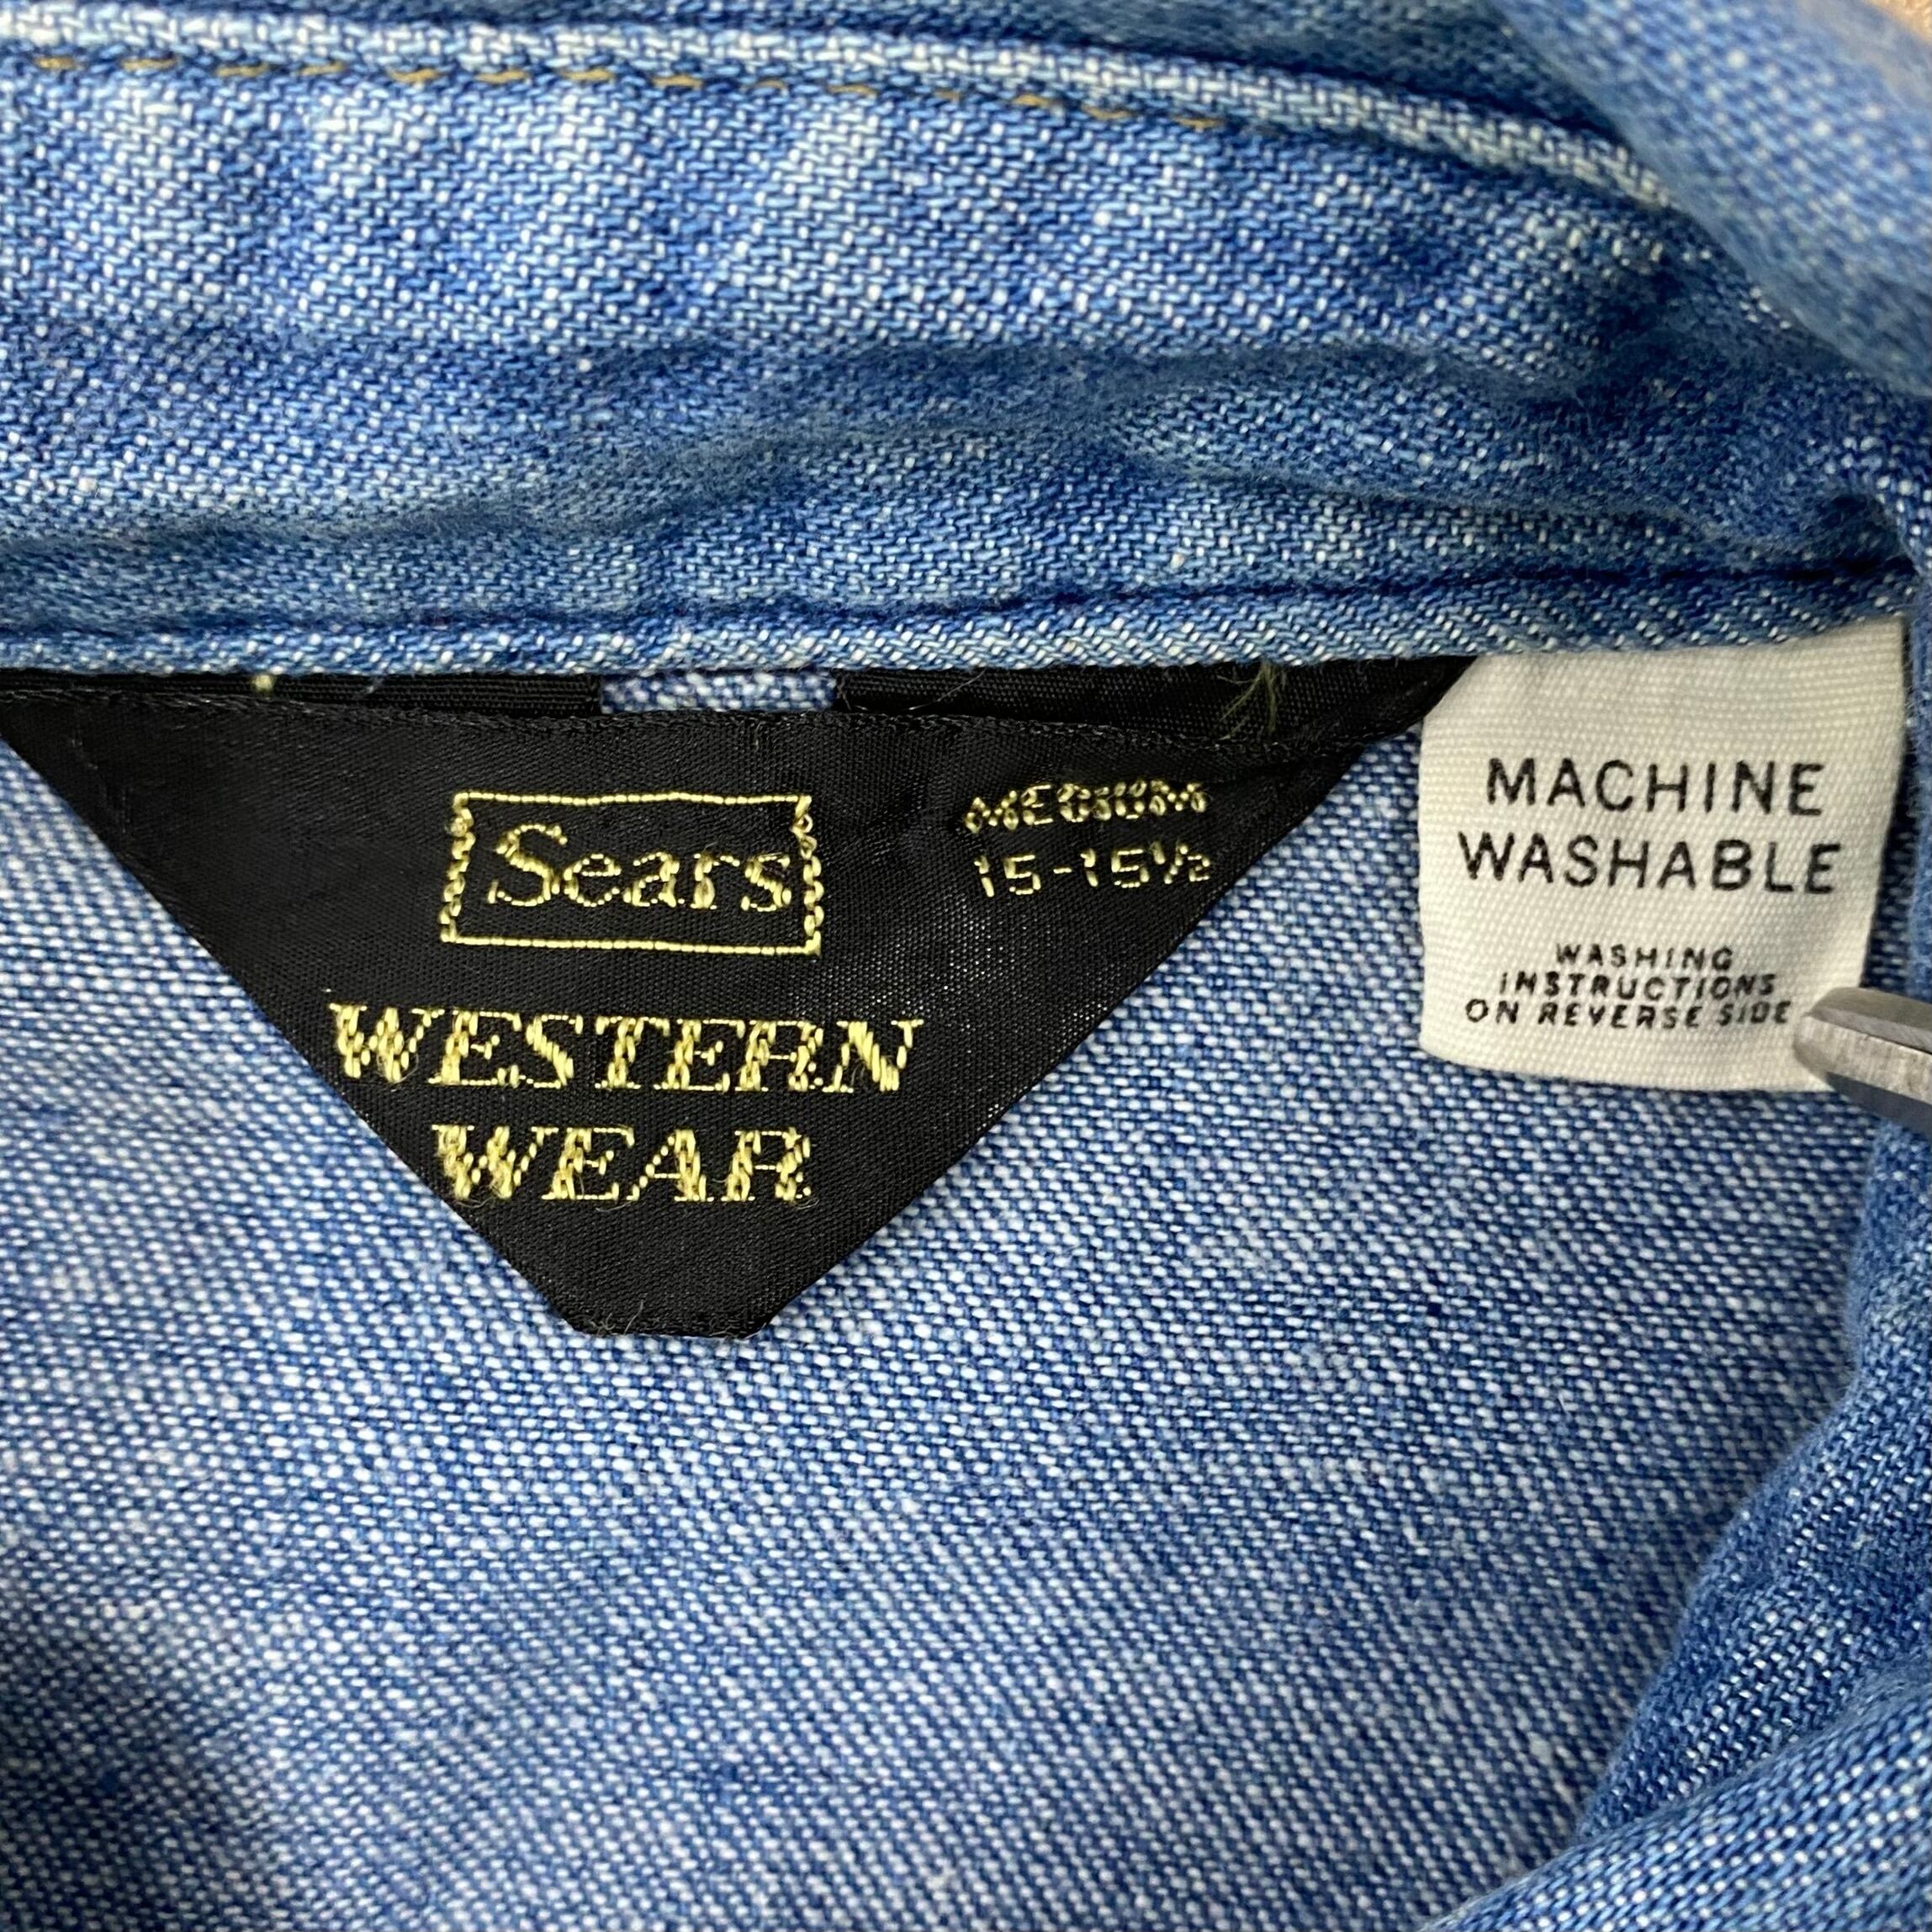 Sears
MEDIUM
15-15½
WESTERN
WEAR
MACHINE
WASHABLE
WASHING
INSTRUCTIONS
ON REVERSE SIDE